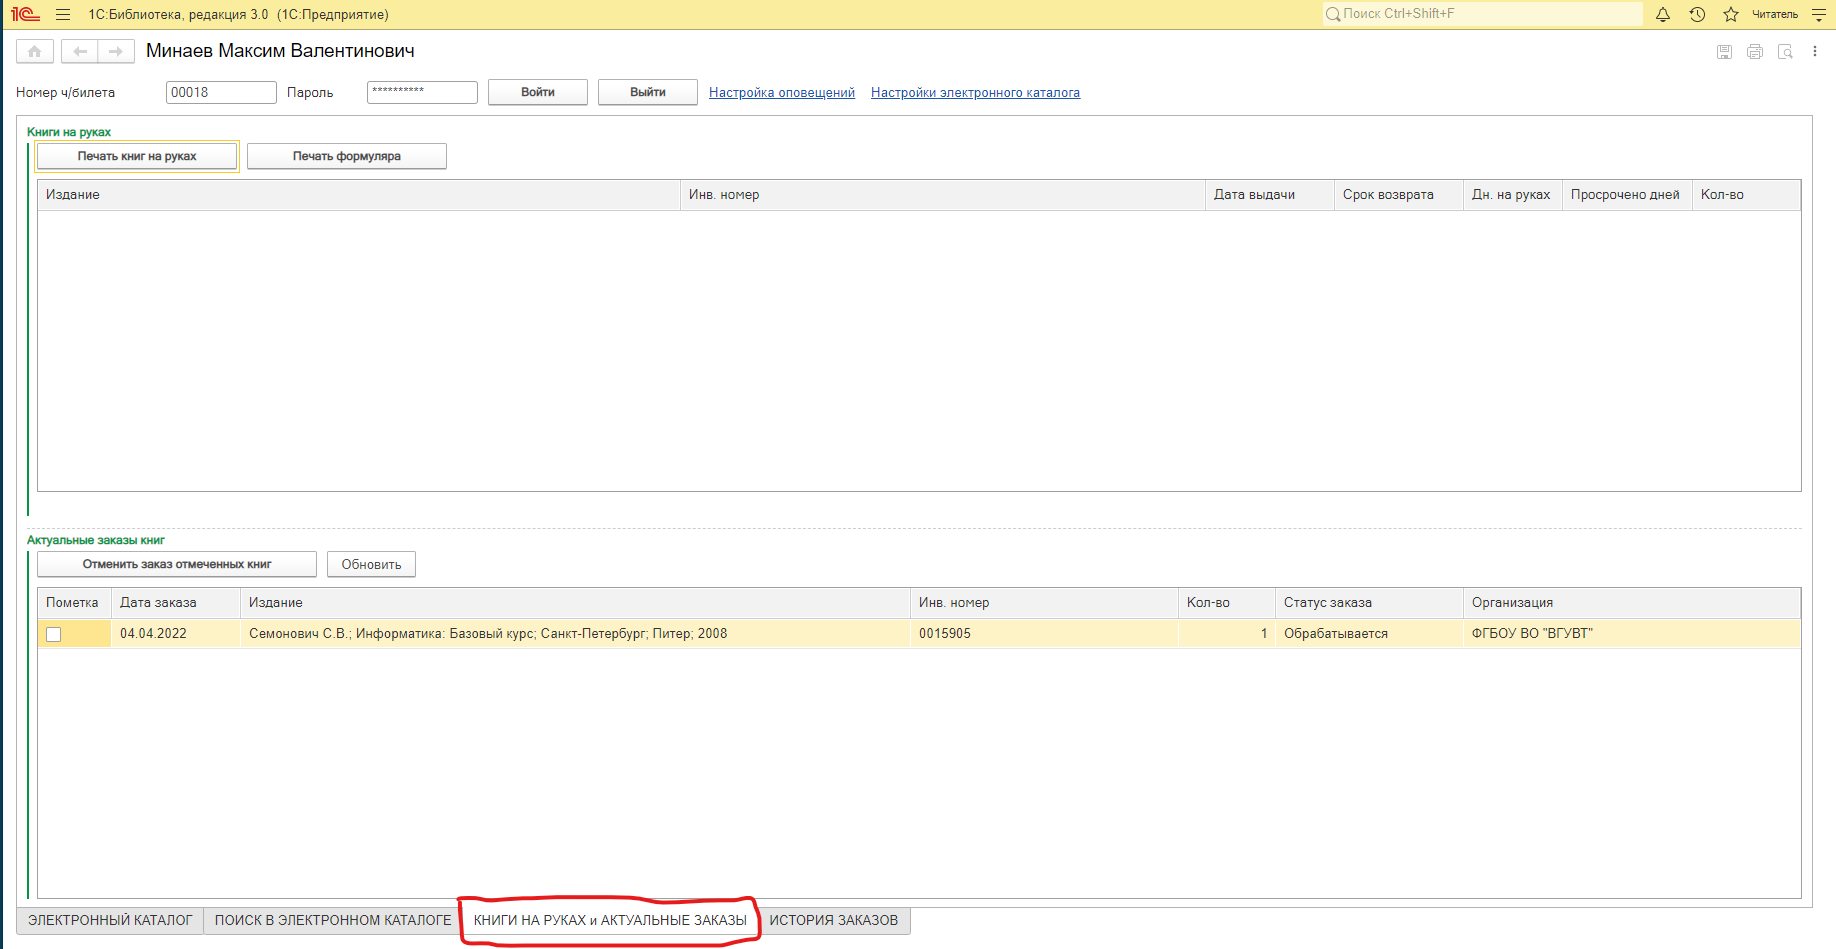 1С 1С:Библиотека, редакция 3.0 (1С:Предприятие) Поиск Ctrl+Shift+F Читатель
Минаев Максим Валентинович
Номер ч/билета 00018 Пароль ********** Войти Выйти Настройка оповещений Настройки электронного каталога
Книги на руках
Печать книг на руках Печать формуляра
Издание Инв. номер Дата выдачи Срок возврата Дн. на руках Просрочено дней Кол-во
Актуальные заказы книг
Отменить заказ отмеченных книг Обновить
Пометка Дата заказа Издание Инв. номер Кол-во Статус заказа Организация
04.04.2022 Семонович С.В.; Информатика: Базовый курс; Санкт-Петербург; Питер; 2008 0015905 1 Обрабатывается ФГБОУ ВО "ВГУВТ"
ЭЛЕКТРОННЫЙ КАТАЛОГ ПОИСК В ЭЛЕКТРОННОМ КАТАЛОГЕ КНИГИ НА РУКАХ и АКТУАЛЬНЫЕ ЗАКАЗЫ ИСТОРИЯ ЗАКАЗОВ